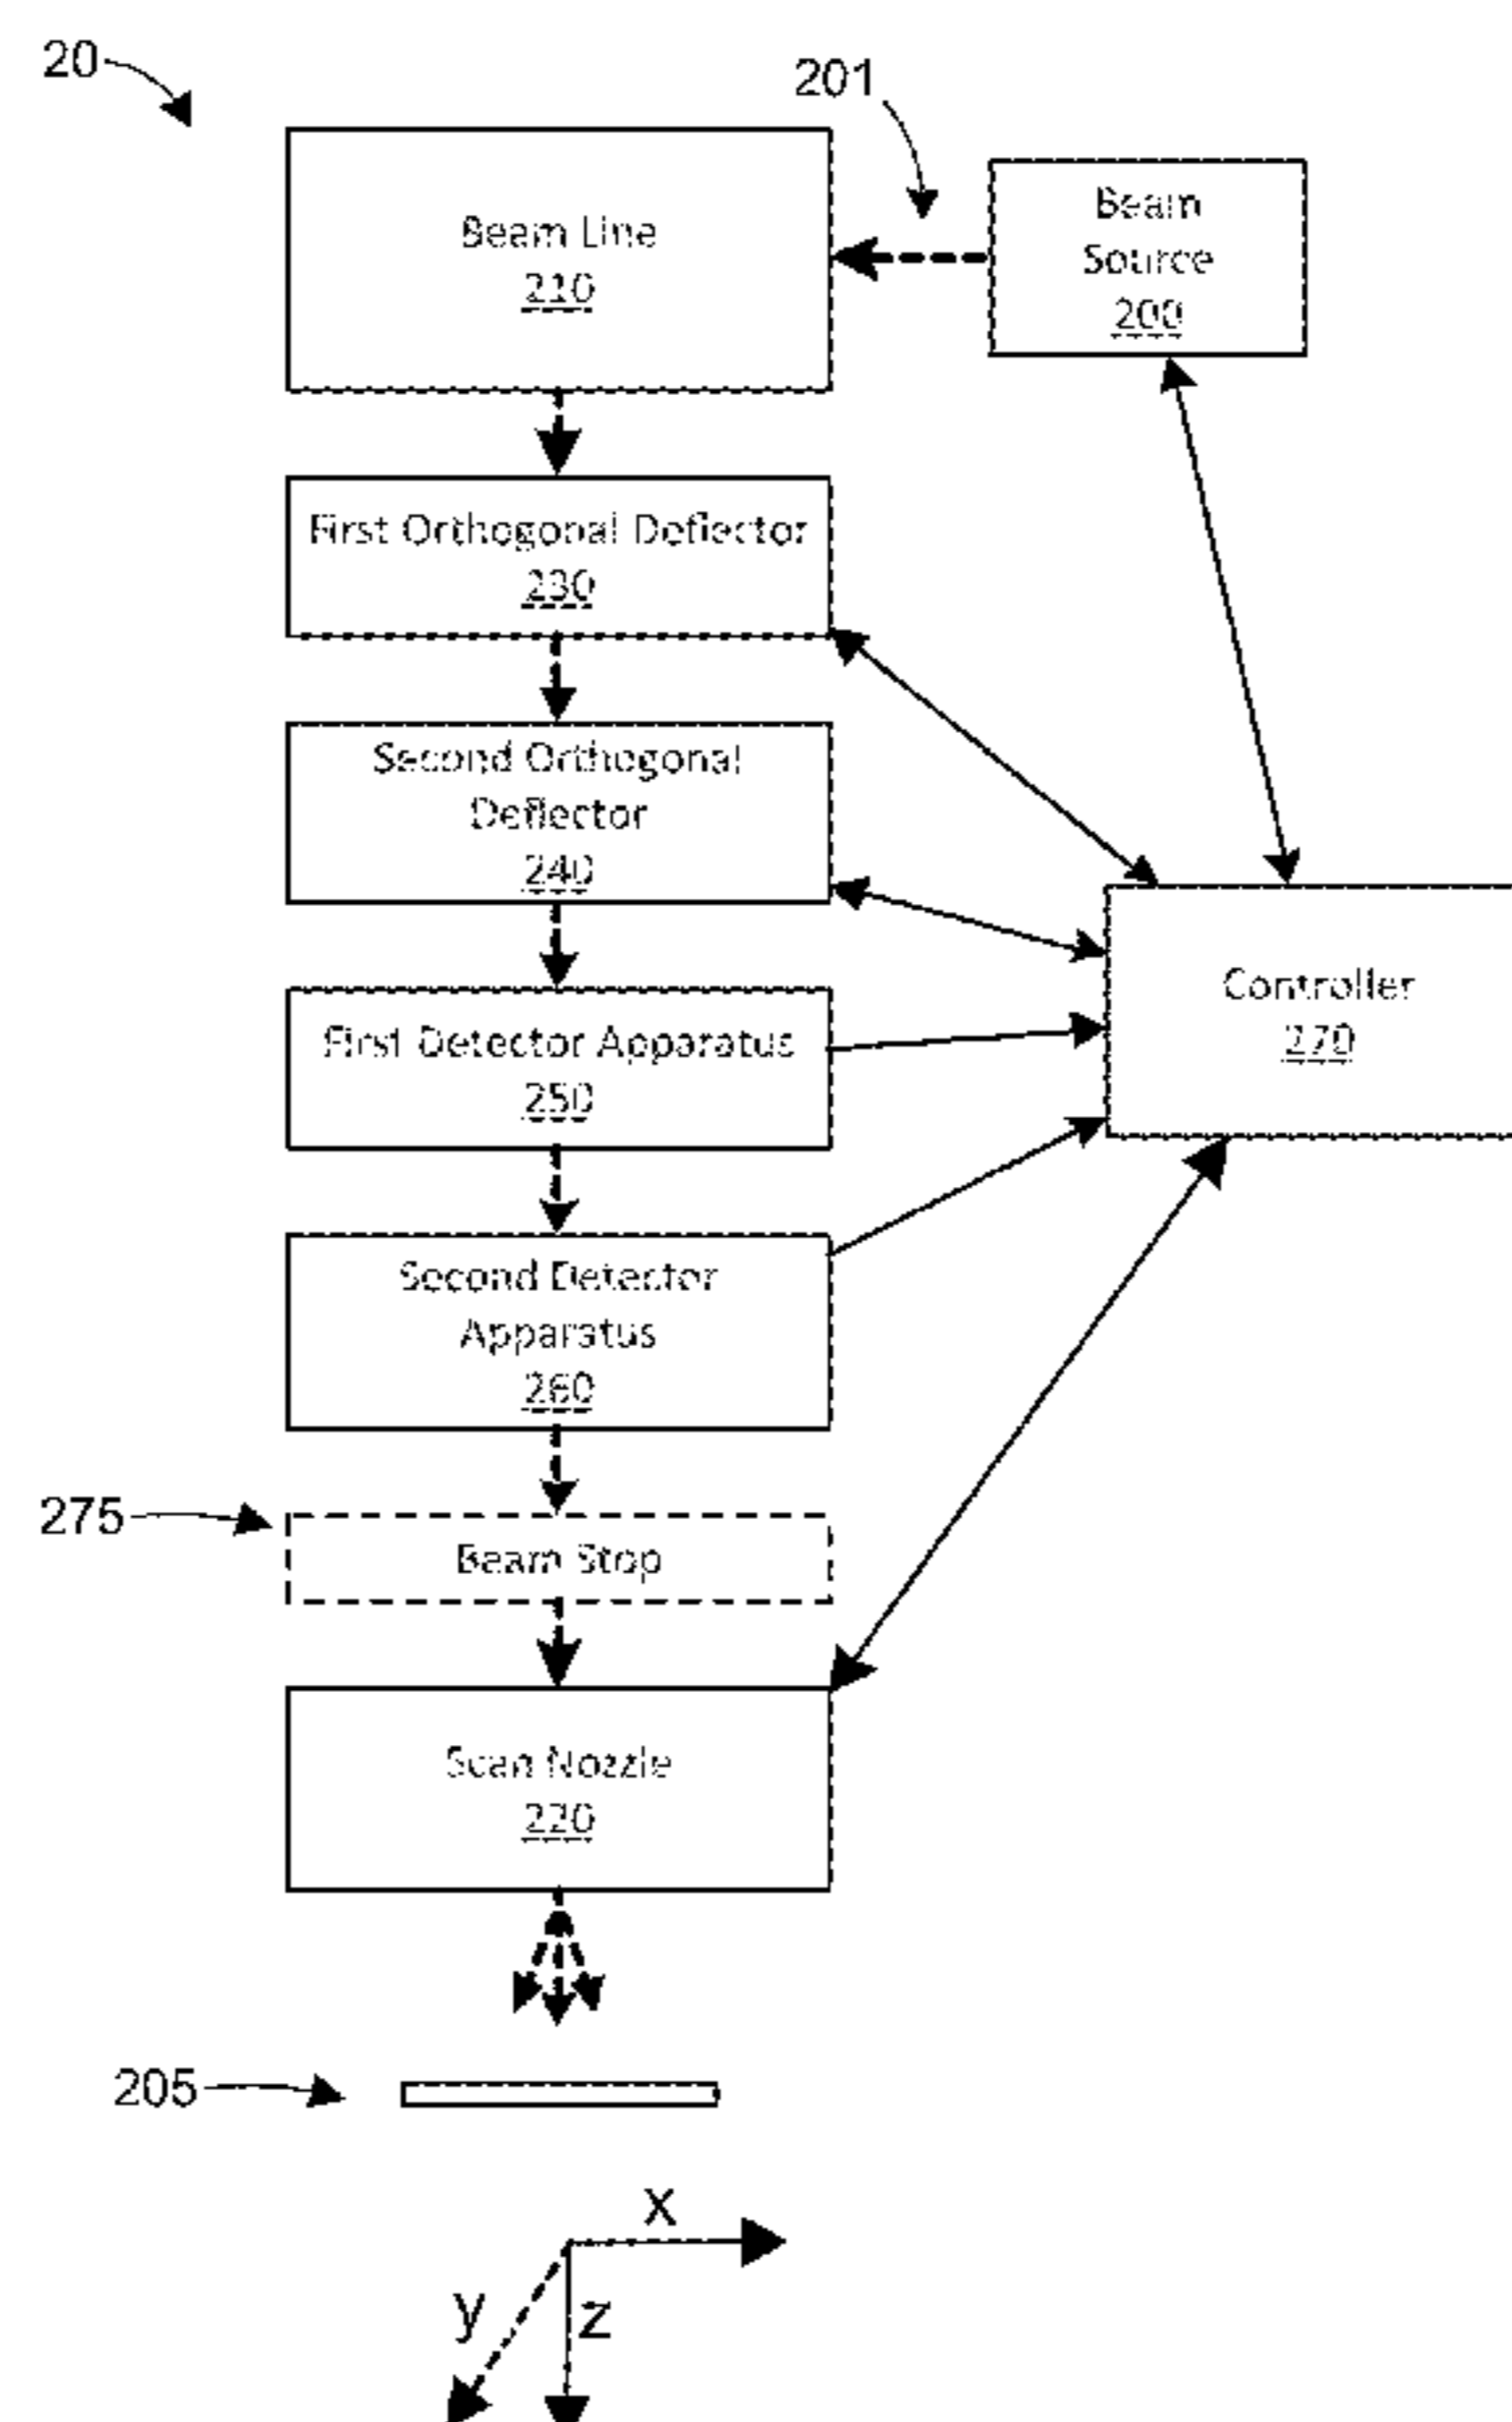 20
201
Beam Line
210
Beam
Source
200
First Orthogonal Deflector
230
Second Orthogonal
Deflector
240
First Detector Apparatus
250
Controller
270
Second Detector
Apparatus
260
275
Beam Stop
Scan Nozzle
220
205
x
y
z